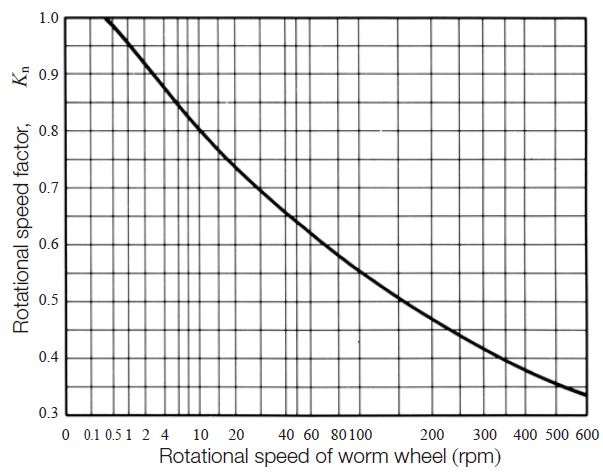 1.0
0.9
0.8
0.7
0.6
0.5
0.4
0.3
Rotational speed factor, Kn
0 0.1 0.5 1 2 4 10 20 40 60 80 100 200 300 400 500 600
Rotational speed of worm wheel (rpm)